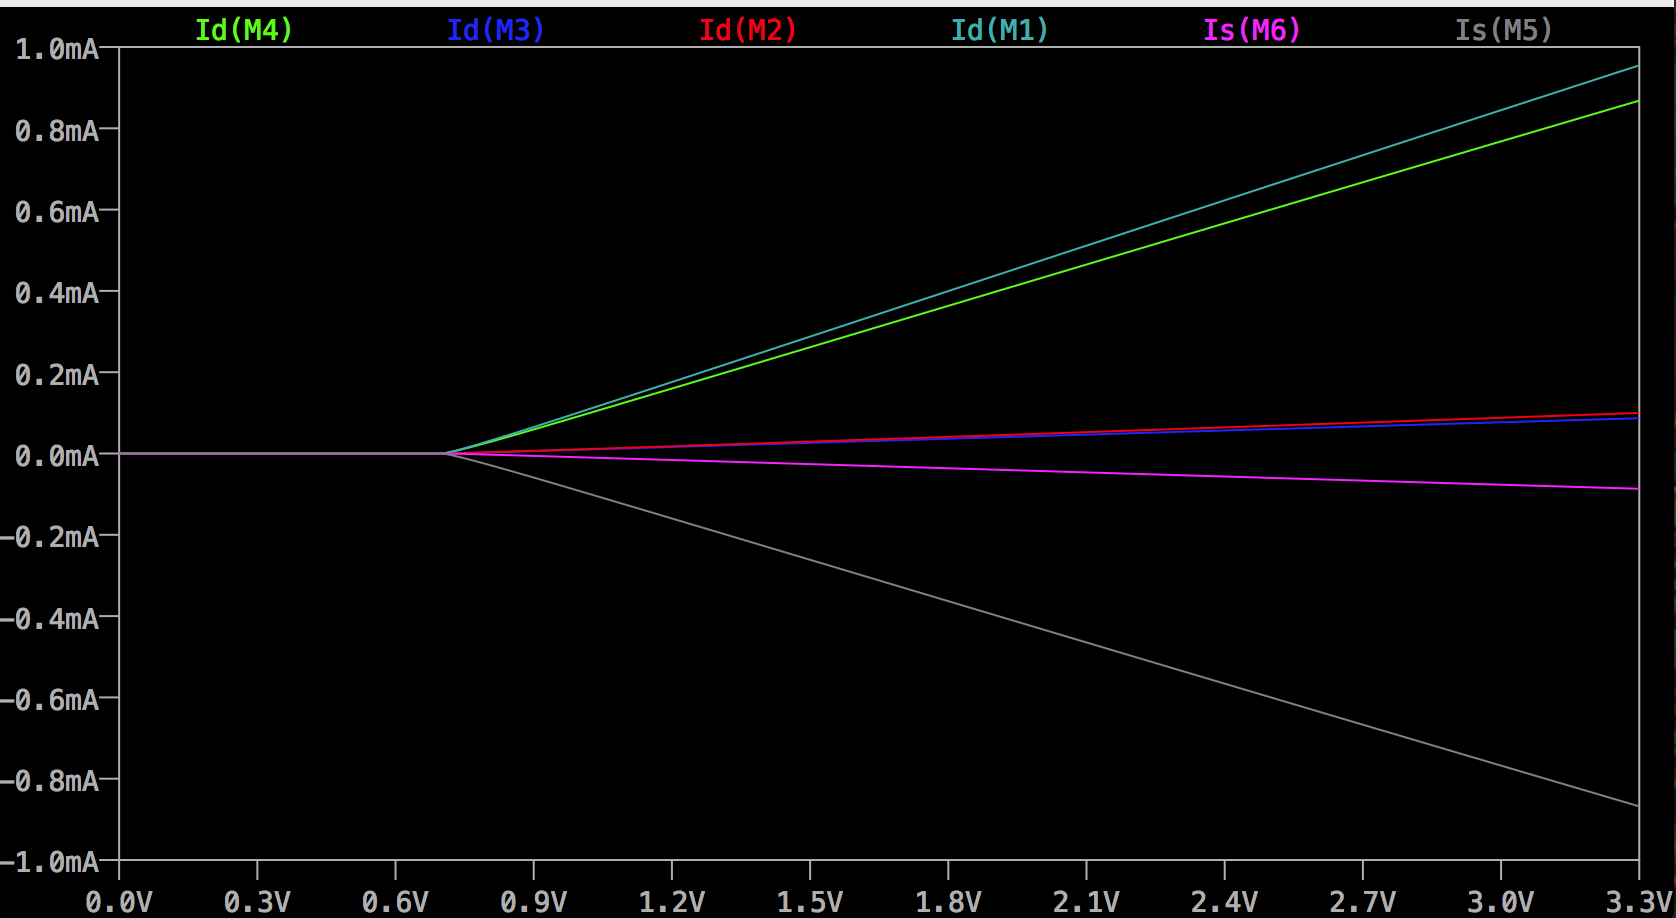 Id(M4) Id(M3) Id(M2) Id(M1) Is(M6) Is(M5)
1.0mA
0.8mA
0.6mA
0.4mA
0.2mA
0.0mA
-0.2mA
-0.4mA
-0.6mA
-0.8mA
-1.0mA
0.0V 0.3V 0.6V 0.9V 1.2V 1.5V 1.8V 2.1V 2.4V 2.7V 3.0V 3.3V